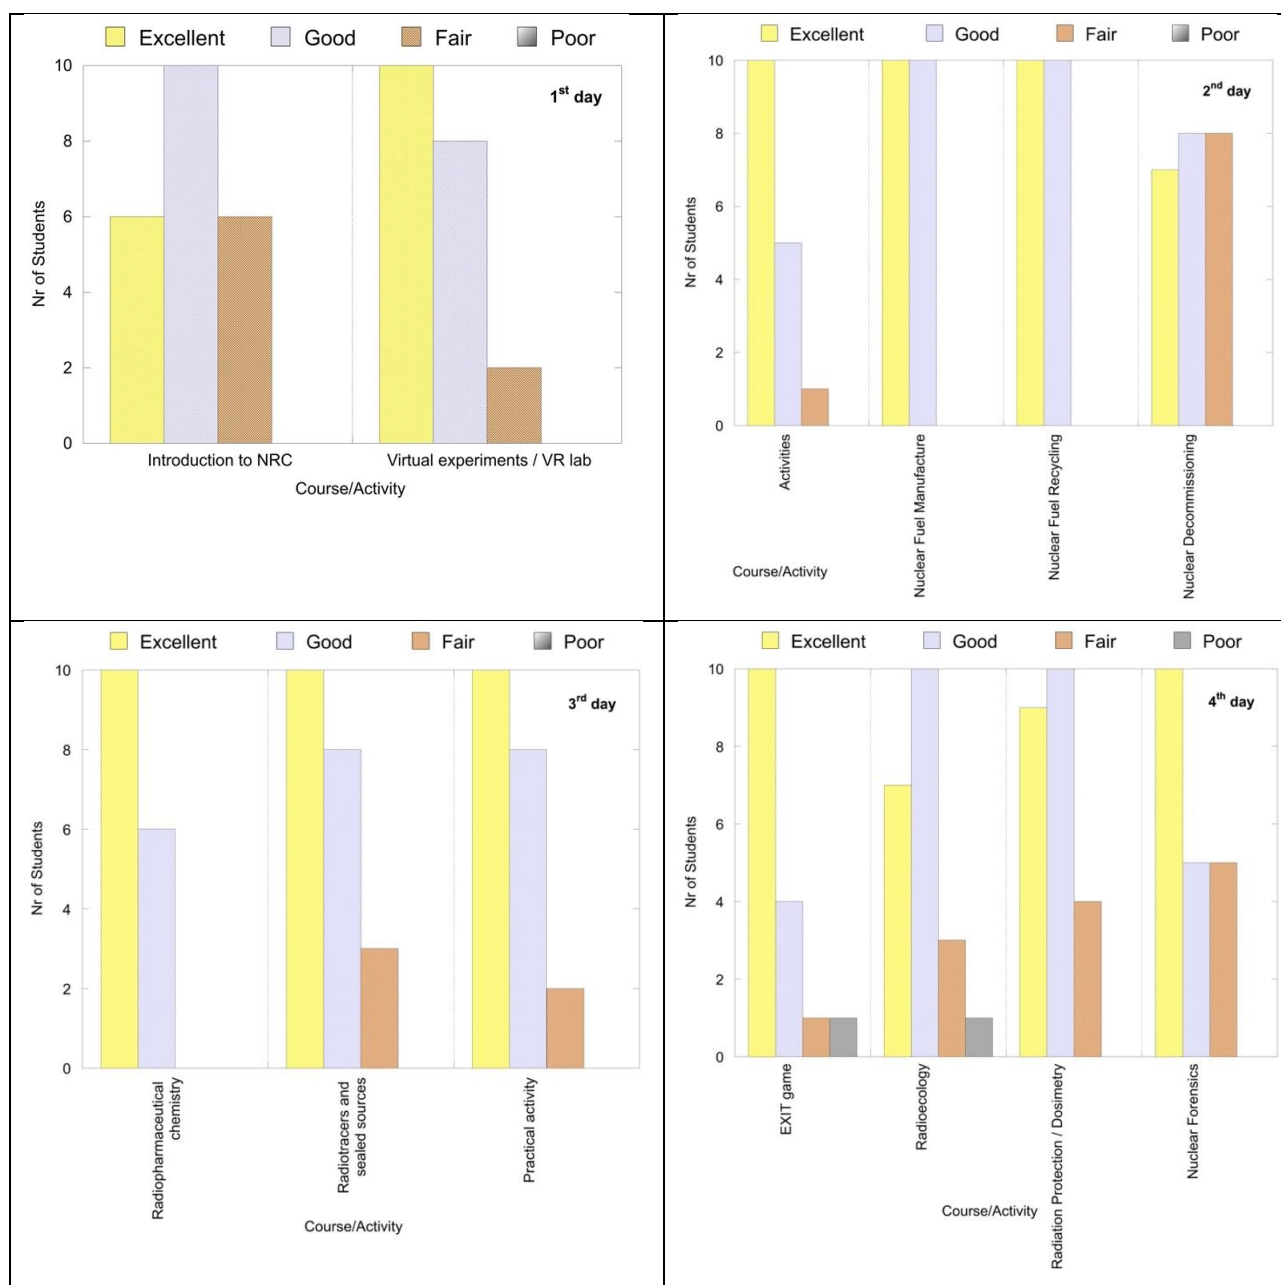 Excellent Good Fair Poor
1st day
10
8
6
4
2
0
Nr of Students
Introduction to NRC Virtual experiments / VR lab
Course/Activity
Excellent Good Fair Poor
2nd day
10
8
6
4
2
0
Nr of Students
Activities
Nuclear Fuel Manufacture
Nuclear Fuel Recycling
Nuclear Decommissioning
Course/Activity
Excellent Good Fair Poor
3rd day
10
8
6
4
2
0
Nr of Students
Radiopharmaceutical
chemistry
Radiotracers and
sealed sources
Practical activity
Course/Activity
Excellent Good Fair Poor
4th day
10
8
6
4
2
0
Nr of Students
EXIT game
Radioecology
Radiation Protection / Dosimetry
Nuclear Forensics
Course/Activity